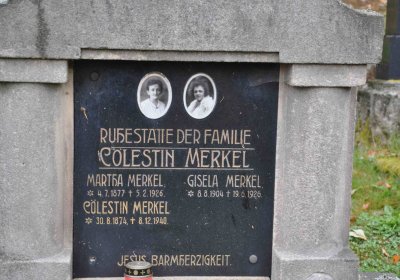 RUHESTATTE DER FAMILIE
CÖLESTIN MERKEL
MARTHA MERKEL GISELA MERKEL
✲ 4.7.1877 † 5.2.1926. ✲ 8.8.1904 † 19.6.1926.
CÖLESTIN MERKEL
✲ 30.8.1874, † 8.12.1940.
JESUS BARMHERZIGKEIT.